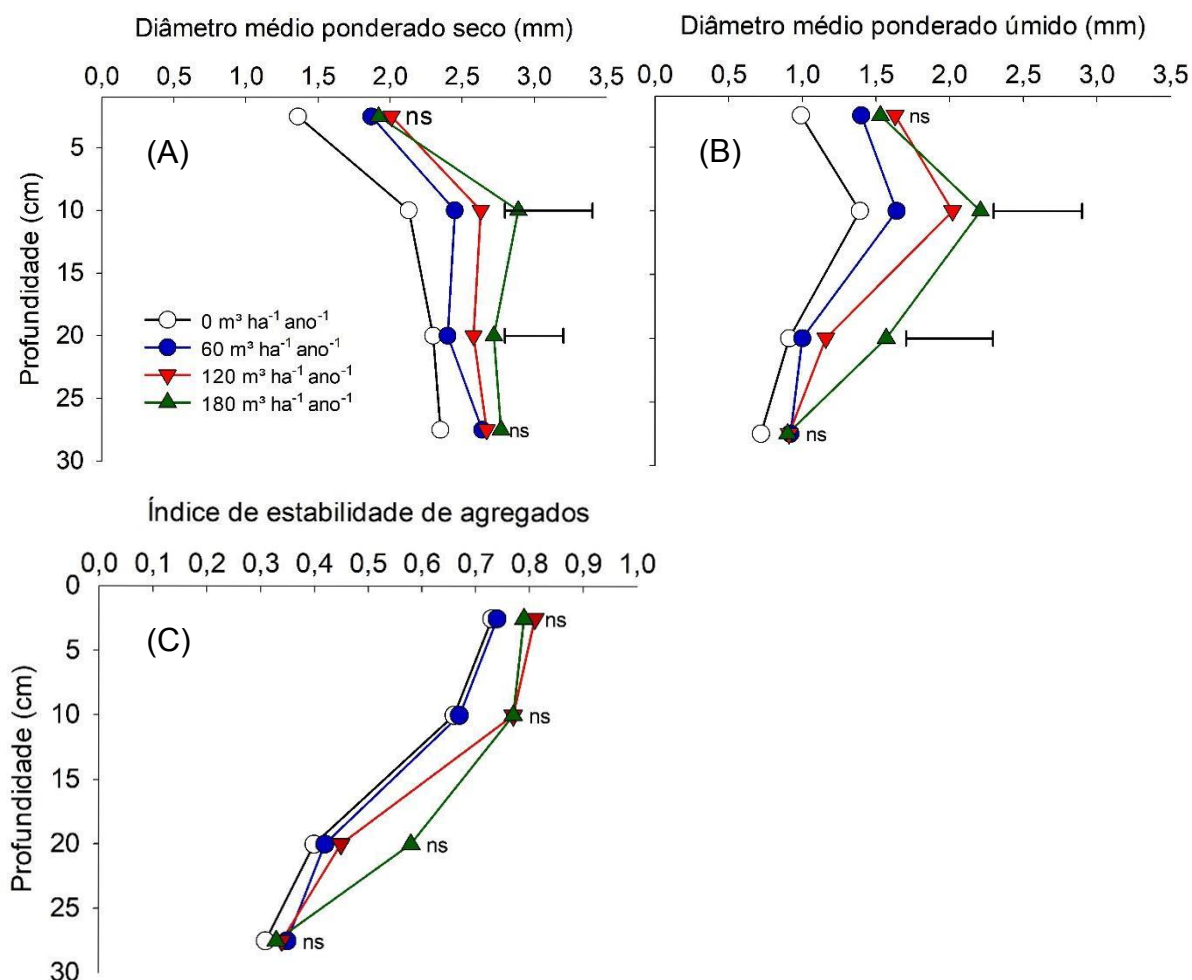 Diâmetro médio ponderado seco (mm)
0,0 0,5 1,0 1,5 2,0 2,5 3,0 3,5
Profundidade (cm)
5
10
15
20
25
30
(A)
ns
0 m³ ha⁻¹ ano⁻¹
60 m³ ha⁻¹ ano⁻¹
120 m³ ha⁻¹ ano⁻¹
180 m³ ha⁻¹ ano⁻¹
ns
Diâmetro médio ponderado úmido (mm)
0,0 0,5 1,0 1,5 2,0 2,5 3,0 3,5
(B)
ns
ns
Índice de estabilidade de agregados
0,0 0,1 0,2 0,3 0,4 0,5 0,6 0,7 0,8 0,9 1,0
Profundidade (cm)
0
5
10
15
20
25
30
(C)
ns
ns
ns
ns